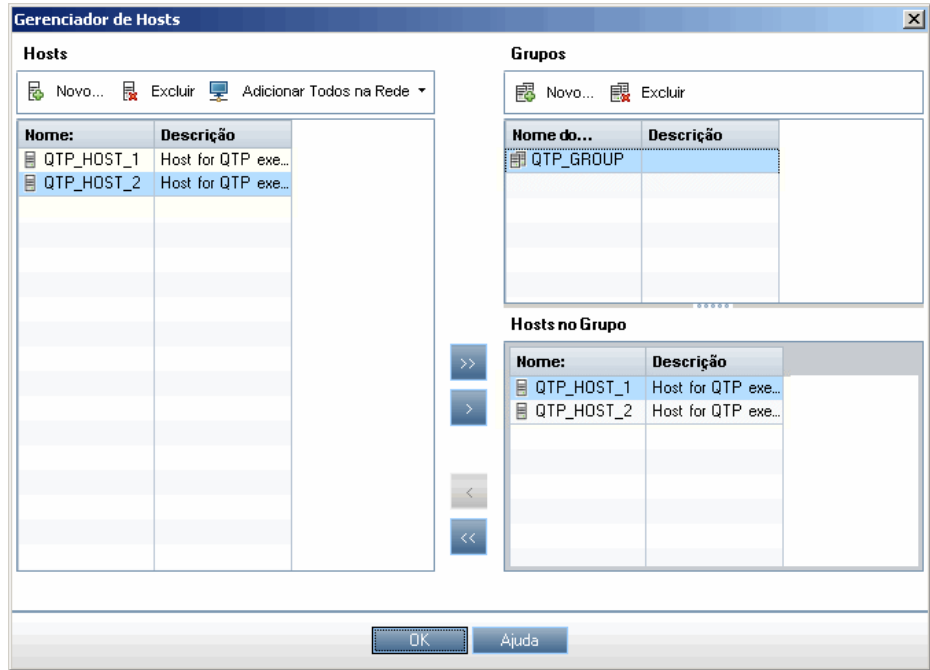 Gerenciador de Hosts
Hosts
Novo... Excluir Adicionar Todos na Rede
Nome: Descrição
QTP_HOST_1 Host for QTP exe...
QTP_HOST_2 Host for QTP exe...
Grupos
Novo... Excluir
Nome do... Descrição
QTP_GROUP
Hosts no Grupo
Nome: Descrição
QTP_HOST_1 Host for QTP exe...
QTP_HOST_2 Host for QTP exe...
>>
>
<
<<
OK Ajuda